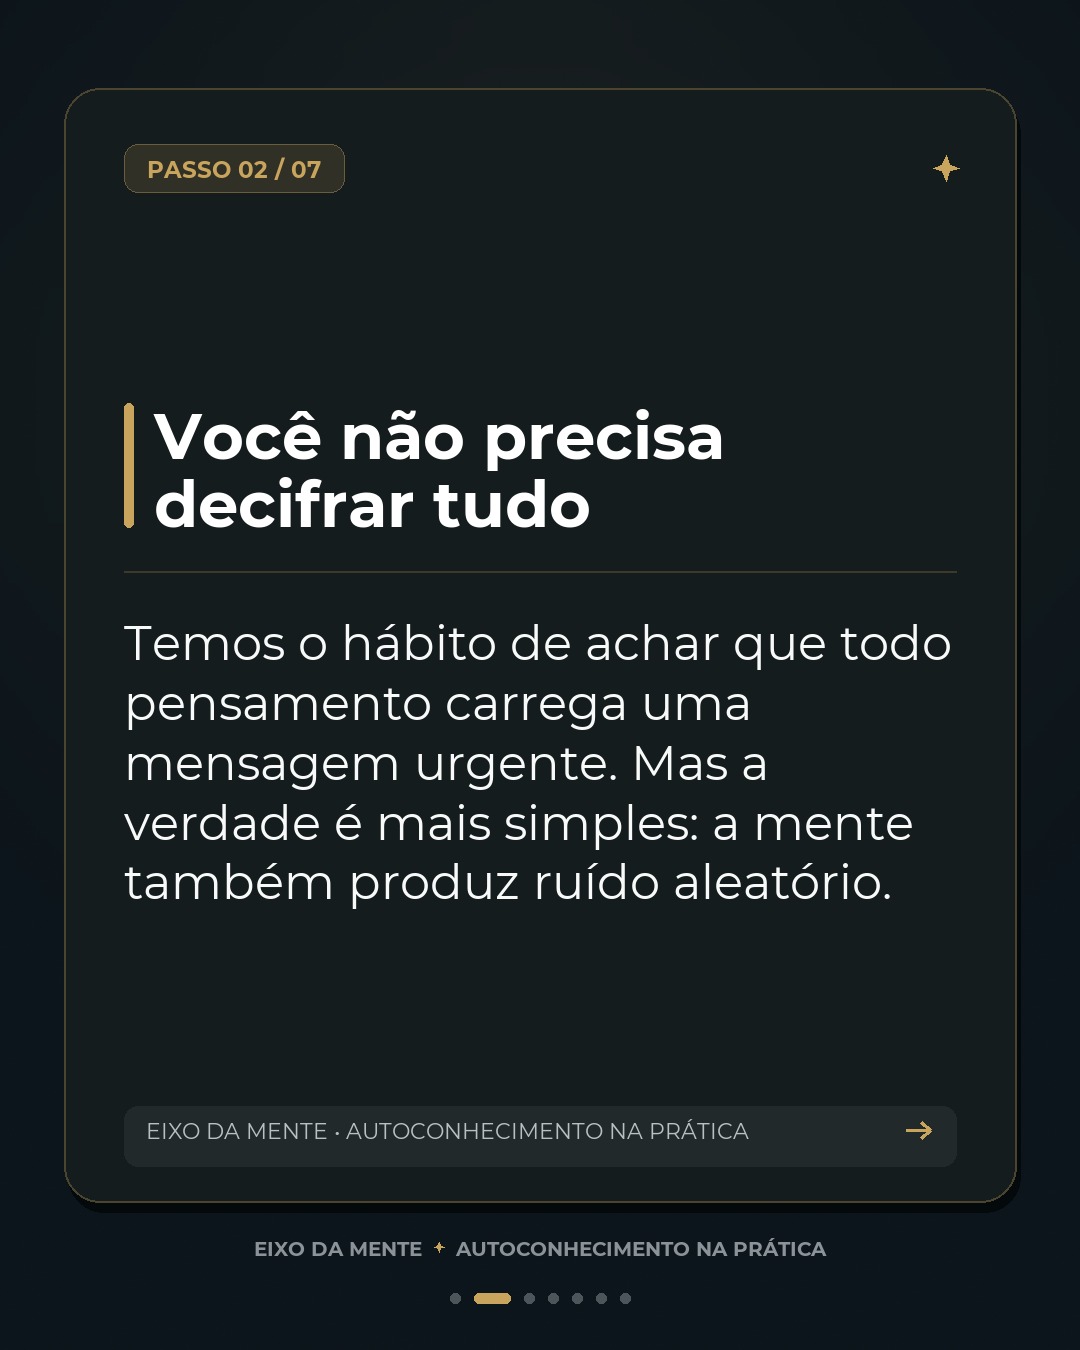 PASSO 02 / 07
Você não precisa
decifrar tudo
Temos o hábito de achar que todo
pensamento carrega uma
mensagem urgente. Mas a
verdade é mais simples: a mente
também produz ruído aleatório.
EIXO DA MENTE • AUTOCONHECIMENTO NA PRÁTICA
EIXO DA MENTE ✦ AUTOCONHECIMENTO NA PRÁTICA